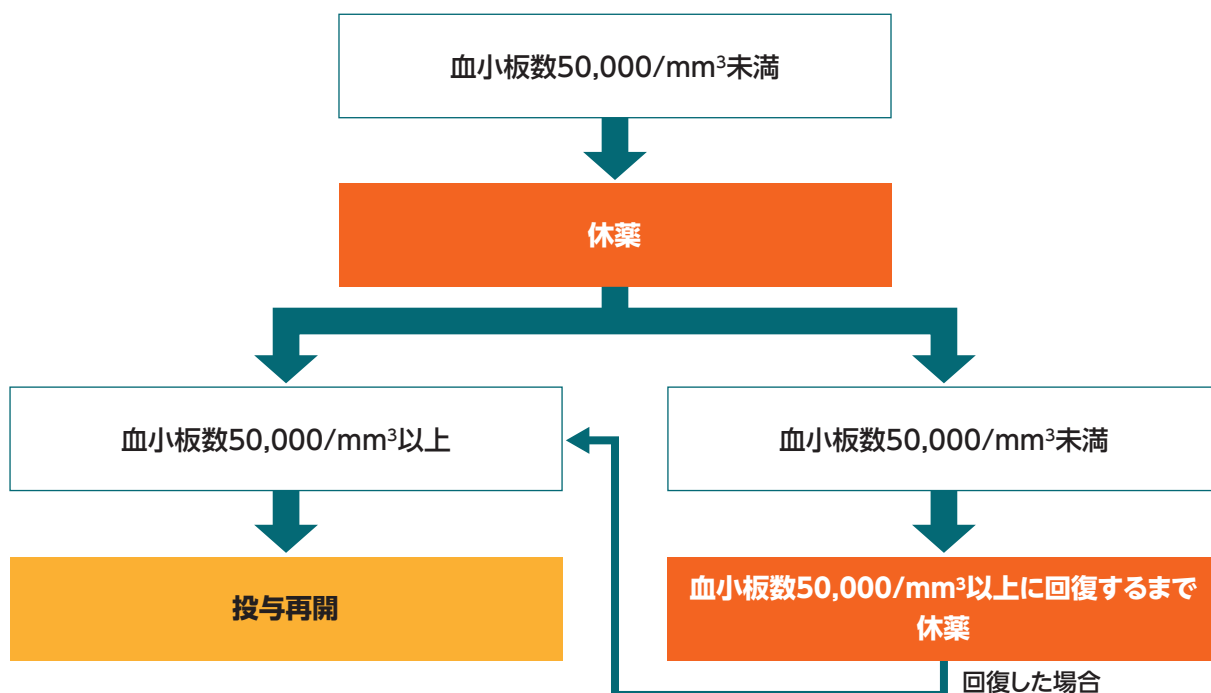 血小板数50,000/mm³未満
休薬
血小板数50,000/mm³以上
血小板数50,000/mm³未満
投与再開
血小板数50,000/mm³以上に回復するまで
休薬
回復した場合